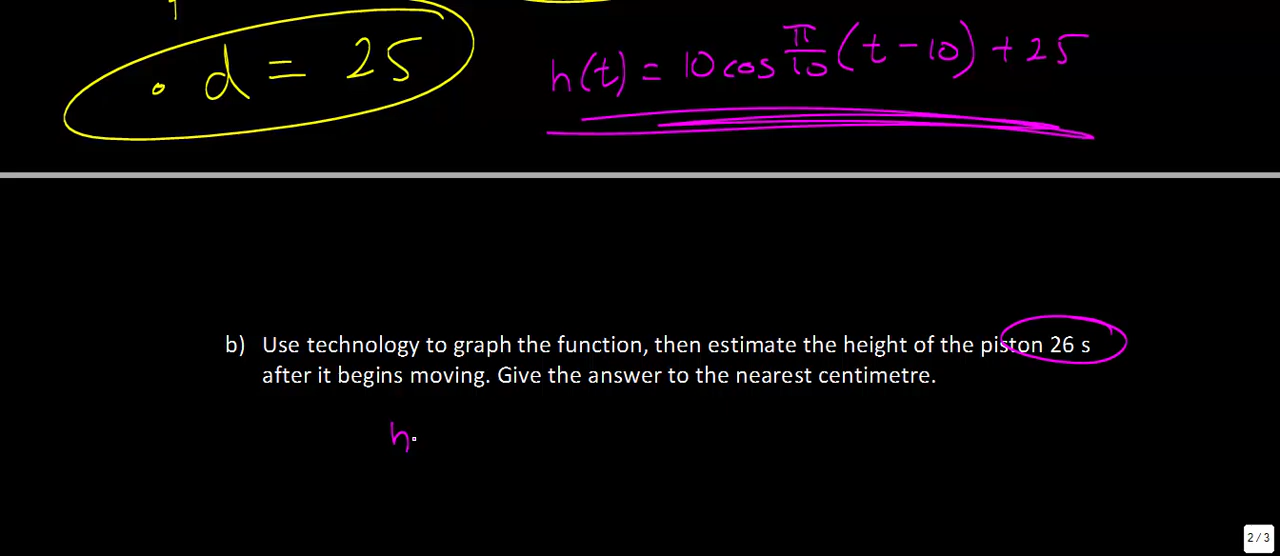 d = 25
h(t) = 10 cos π/10 (t - 10) + 25
b) Use technology to graph the function, then estimate the height of the piston 26 s
after it begins moving. Give the answer to the nearest centimetre.
h
2 / 3